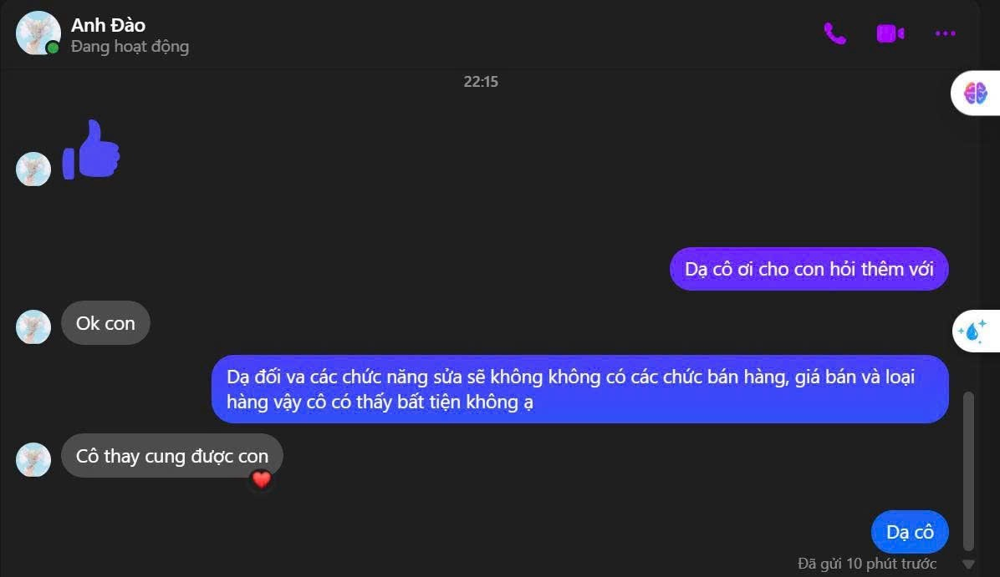 Anh Đào
Đang hoạt động
22:15
Dạ cô ơi cho con hỏi thêm với
Ok con
Dạ đối va các chức năng sửa sẽ không không có các chức bán hàng, giá bán và loại
hàng vậy cô có thấy bất tiện không ạ
Cô thay cung được con
Dạ cô
Đã gửi 10 phút trước